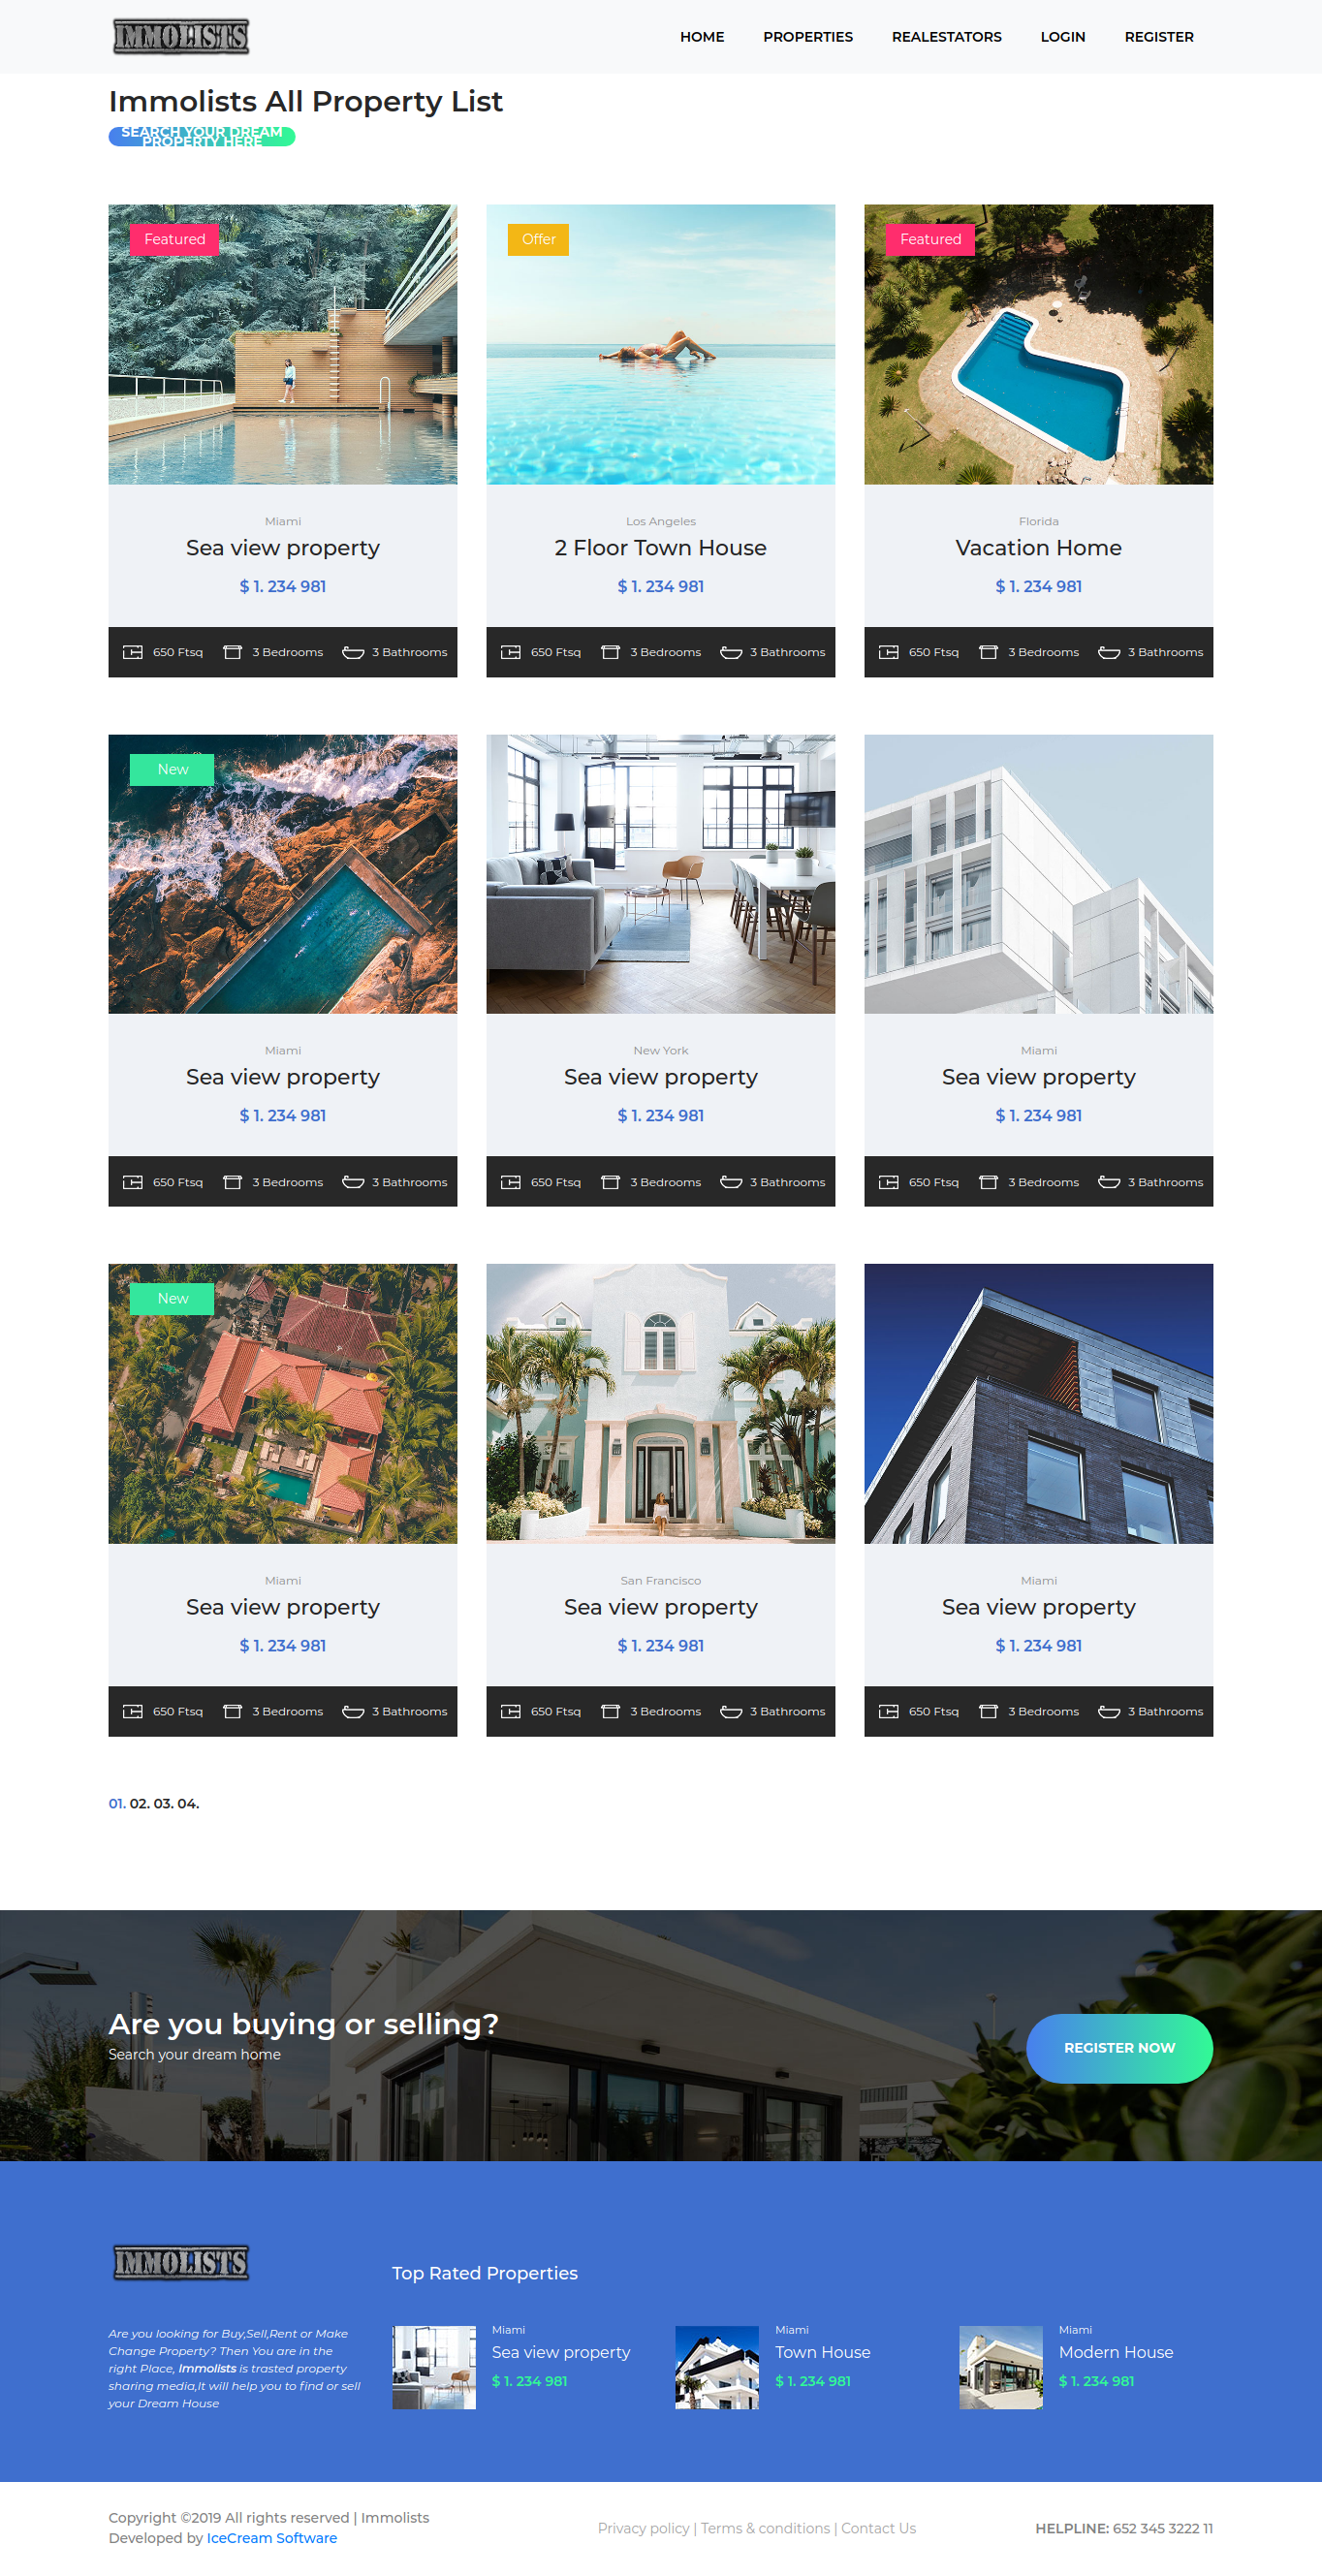 IMMOLISTS
HOME PROPERTIES REALESTATORS LOGIN REGISTER
Immolists All Property List
SEARCH YOUR DREAM
PROPERTY HERE
Featured
Offer
Featured
Miami
Sea view property
$ 1. 234 981
650 Ftsq 3 Bedrooms 3 Bathrooms
Los Angeles
2 Floor Town House
$ 1. 234 981
650 Ftsq 3 Bedrooms 3 Bathrooms
Florida
Vacation Home
$ 1. 234 981
650 Ftsq 3 Bedrooms 3 Bathrooms
New
Miami
Sea view property
$ 1. 234 981
650 Ftsq 3 Bedrooms 3 Bathrooms
New York
Sea view property
$ 1. 234 981
650 Ftsq 3 Bedrooms 3 Bathrooms
Miami
Sea view property
$ 1. 234 981
650 Ftsq 3 Bedrooms 3 Bathrooms
New
Miami
Sea view property
$ 1. 234 981
650 Ftsq 3 Bedrooms 3 Bathrooms
San Francisco
Sea view property
$ 1. 234 981
650 Ftsq 3 Bedrooms 3 Bathrooms
Miami
Sea view property
$ 1. 234 981
650 Ftsq 3 Bedrooms 3 Bathrooms
01. 02. 03. 04.
Are you buying or selling?
Search your dream home
REGISTER NOW
IMMOLISTS
Are you looking for Buy,Sell,Rent or Make
Change Property? Then You are in the
right Place, Immolists is trasted property
sharing media,It will help you to find or sell
your Dream House
Top Rated Properties
Miami
Sea view property
$ 1. 234 981
Miami
Town House
$ 1. 234 981
Miami
Modern House
$ 1. 234 981
Copyright ©2019 All rights reserved | Immolists
Developed by IceCream Software
Privacy policy | Terms & conditions | Contact Us
HELPLINE: 652 345 3222 11